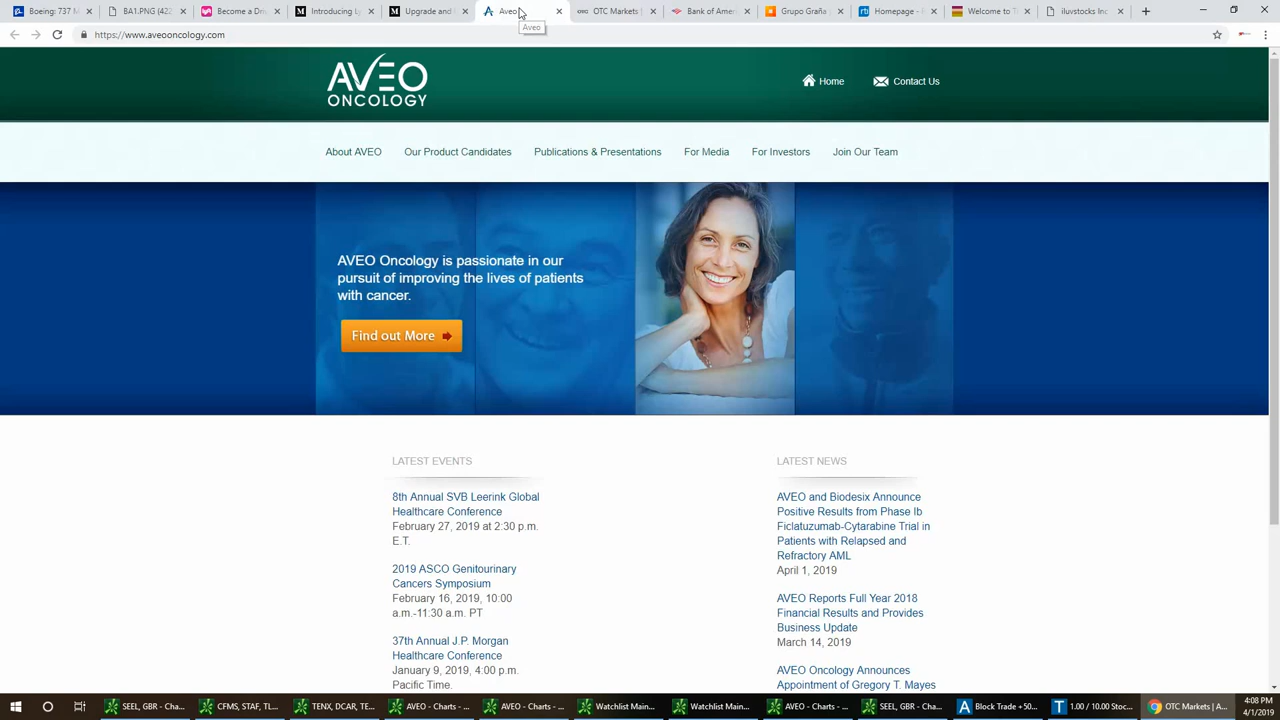 Boeing: 737 M
BA1.PNG (422
Become a Dri
Introducing Ly
Upgrade and U
Aveo
OTC Markets |
Bank of Ameri
Grupo Graña
Homepage -
Welcome to T
iluvstocks Inc
Aveo
https://www.aveooncology.com
AVEO
ONCOLOGY
Home
Contact Us
About AVEO
Our Product Candidates
Publications & Presentations
For Media
For Investors
Join Our Team
AVEO Oncology is passionate in our
pursuit of improving the lives of patients
with cancer.
Find out More
LATEST EVENTS
8th Annual SVB Leerink Global
Healthcare Conference
February 27, 2019 at 2:30 p.m.
E.T.
2019 ASCO Genitourinary
Cancers Symposium
February 16, 2019, 10:00
a.m.-11:30 a.m. PT
37th Annual J.P. Morgan
Healthcare Conference
January 9, 2019, 4:00 p.m.
Pacific Time.
LATEST NEWS
AVEO and Biodesix Announce
Positive Results from Phase Ib
Ficlatuzumab-Cytarabine Trial in
Patients with Relapsed and
Refractory AML
April 1, 2019
AVEO Reports Full Year 2018
Financial Results and Provides
Business Update
March 14, 2019
AVEO Oncology Announces
Appointment of Gregory T. Mayes
SEEL, GBR - Cha...
CFMS, STAF, TL...
TENX, DCAR, TE...
AVEO - Charts - ...
AVEO - Charts - ...
Watchlist Main...
Watchlist Main...
AVEO - Charts - ...
SEEL, GBR - Cha...
Block Trade +50...
1.00 / 10.00 Stoc...
OTC Markets | A...
4:08 PM
4/1/2019